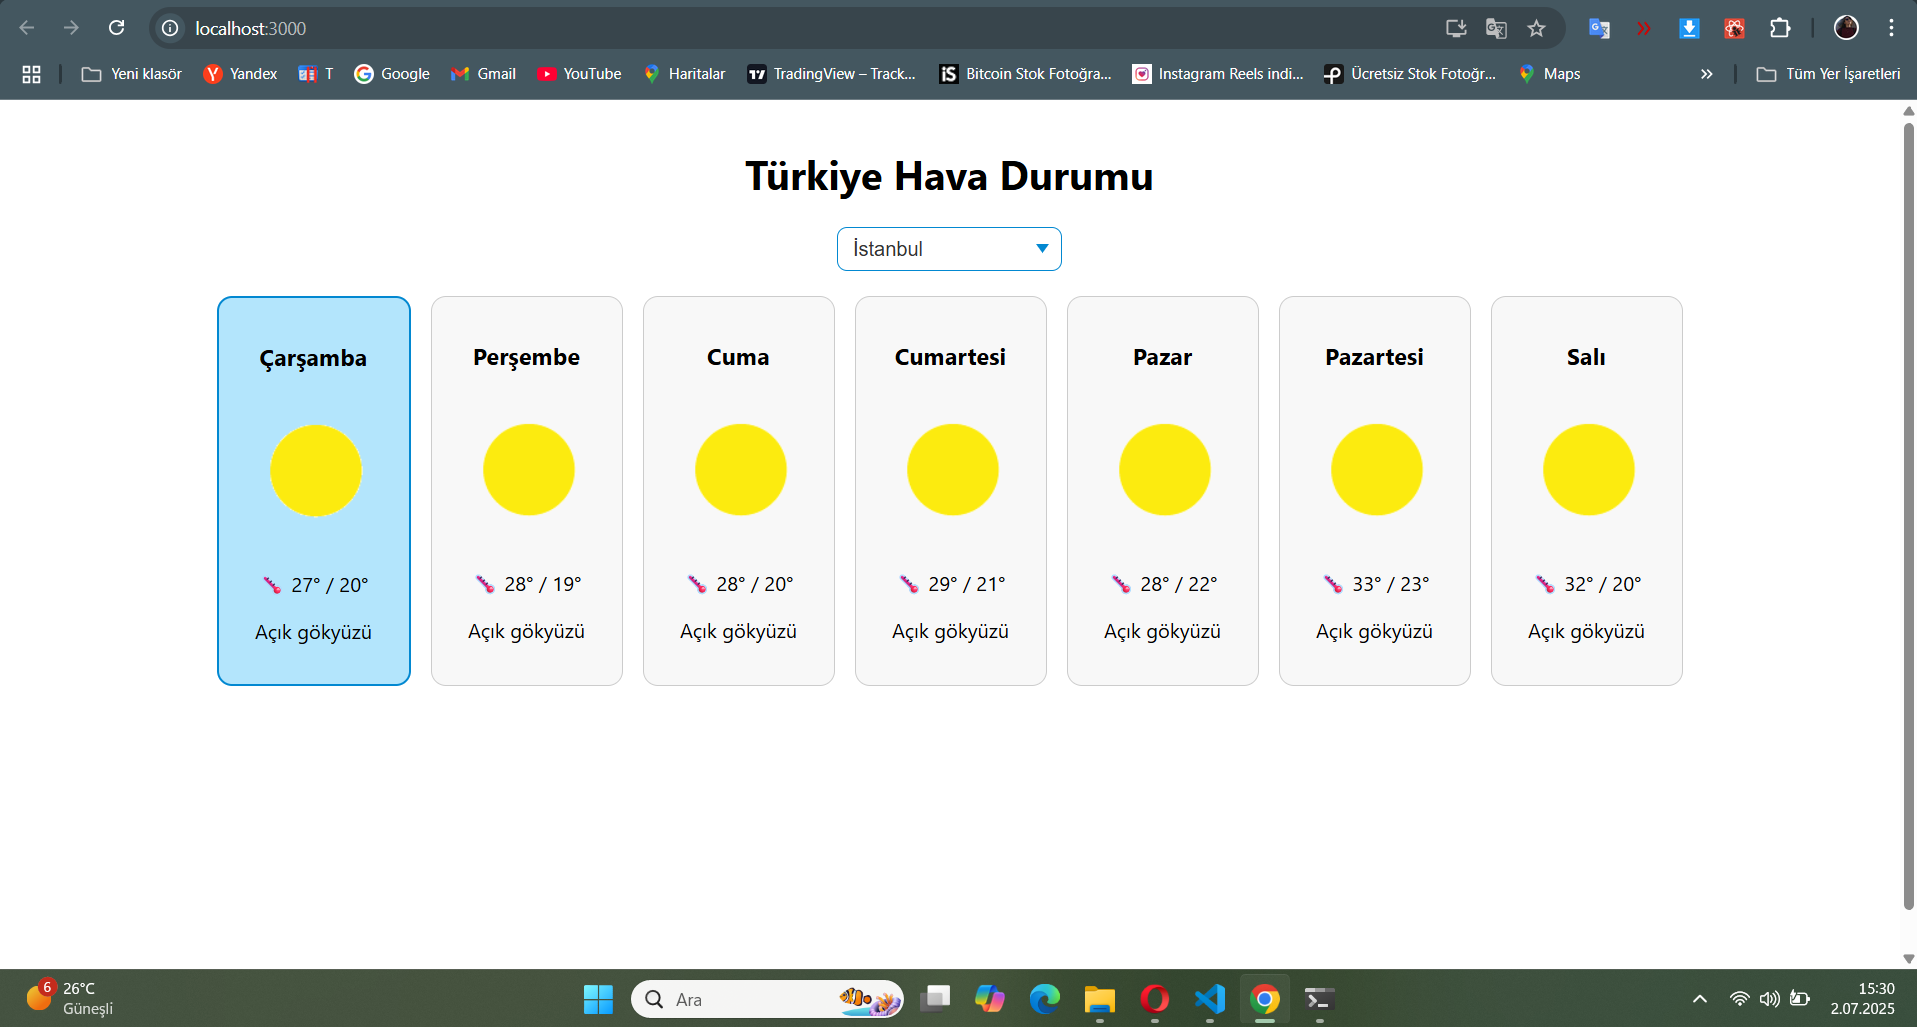 localhost:3000
Yeni klasör
Yandex
T
Google
Gmail
YouTube
Haritalar
TradingView – Track...
Bitcoin Stok Fotoğra...
Instagram Reels indi...
Ücretsiz Stok Fotoğr...
Maps
Tüm Yer İşaretleri
Türkiye Hava Durumu
İstanbul
Çarşamba
27° / 20°
Açık gökyüzü
Perşembe
28° / 19°
Açık gökyüzü
Cuma
28° / 20°
Açık gökyüzü
Cumartesi
29° / 21°
Açık gökyüzü
Pazar
28° / 22°
Açık gökyüzü
Pazartesi
33° / 23°
Açık gökyüzü
Salı
32° / 20°
Açık gökyüzü
6
26°C
Güneşli
Ara
15:30
2.07.2025